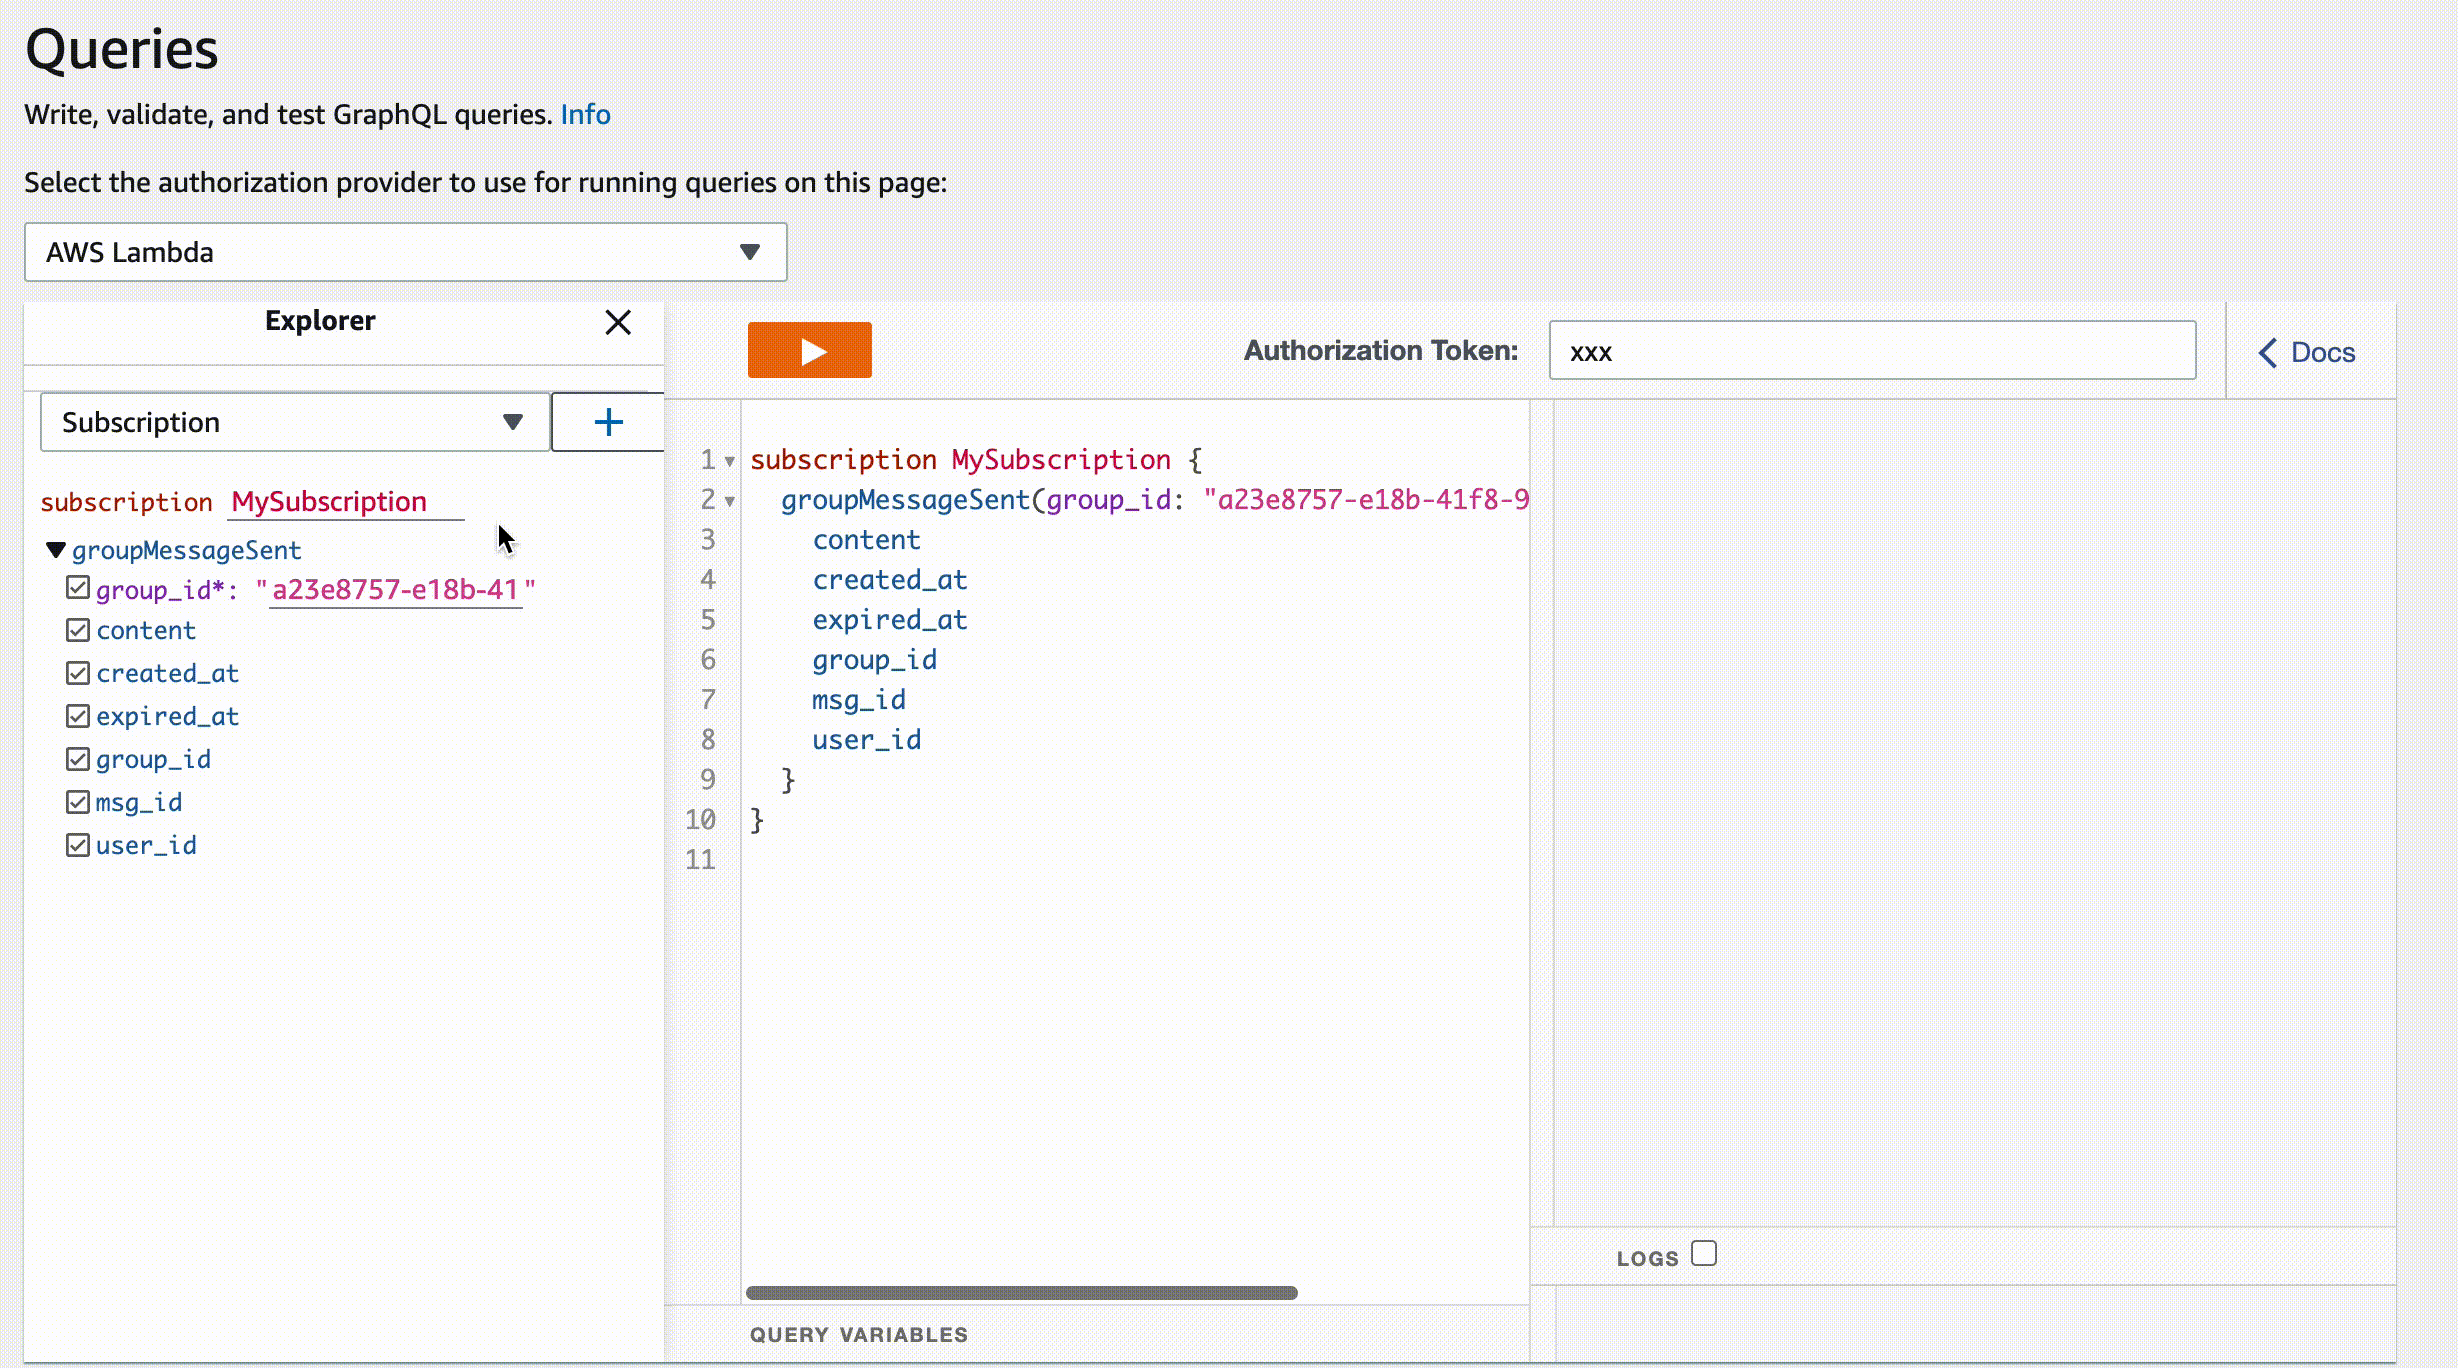 Queries
Write, validate, and test GraphQL queries. Info
Select the authorization provider to use for running queries on this page:
AWS Lambda
Explorer
Authorization Token:
xxx
Docs
Subscription
subscription MySubscription
groupMessageSent
group_id*: "a23e8757-e18b-41"
content
created_at
expired_at
group_id
msg_id
user_id
1 subscription MySubscription {
2 groupMessageSent(group_id: "a23e8757-e18b-41f8-9
3 content
4 created_at
5 expired_at
6 group_id
7 msg_id
8 user_id
9 }
10 }
11
LOGS
QUERY VARIABLES